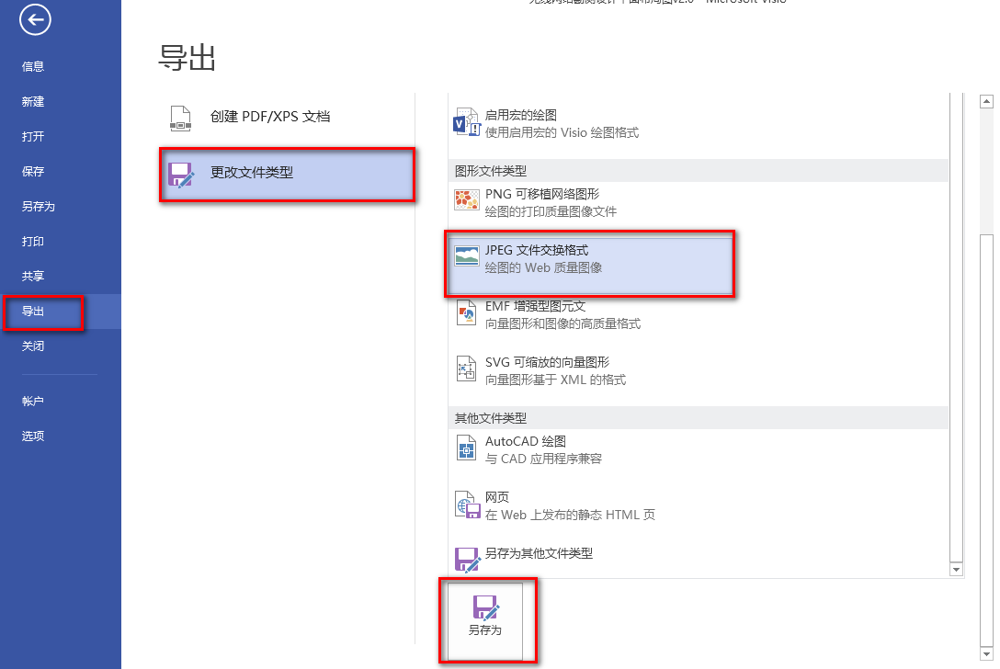 Microsoft Visio
导出
信息
新建
打开
保存
另存为
打印
共享
导出
关闭
帐户
选项
创建 PDF/XPS 文档
更改文件类型
启用宏的绘图
使用启用宏的 Visio 绘图格式
图形文件类型
PNG 可移植网络图形
绘图的打印质量图像文件
JPEG 文件交换格式
绘图的 Web 质量图像
EMF 增强型图元文
向量图形和图像的高质量格式
SVG 可缩放的向量图形
向量图形基于 XML 的格式
其他文件类型
AutoCAD 绘图
与 CAD 应用程序兼容
网页
在 Web 上发布的静态 HTML 页
另存为其他文件类型
另存为